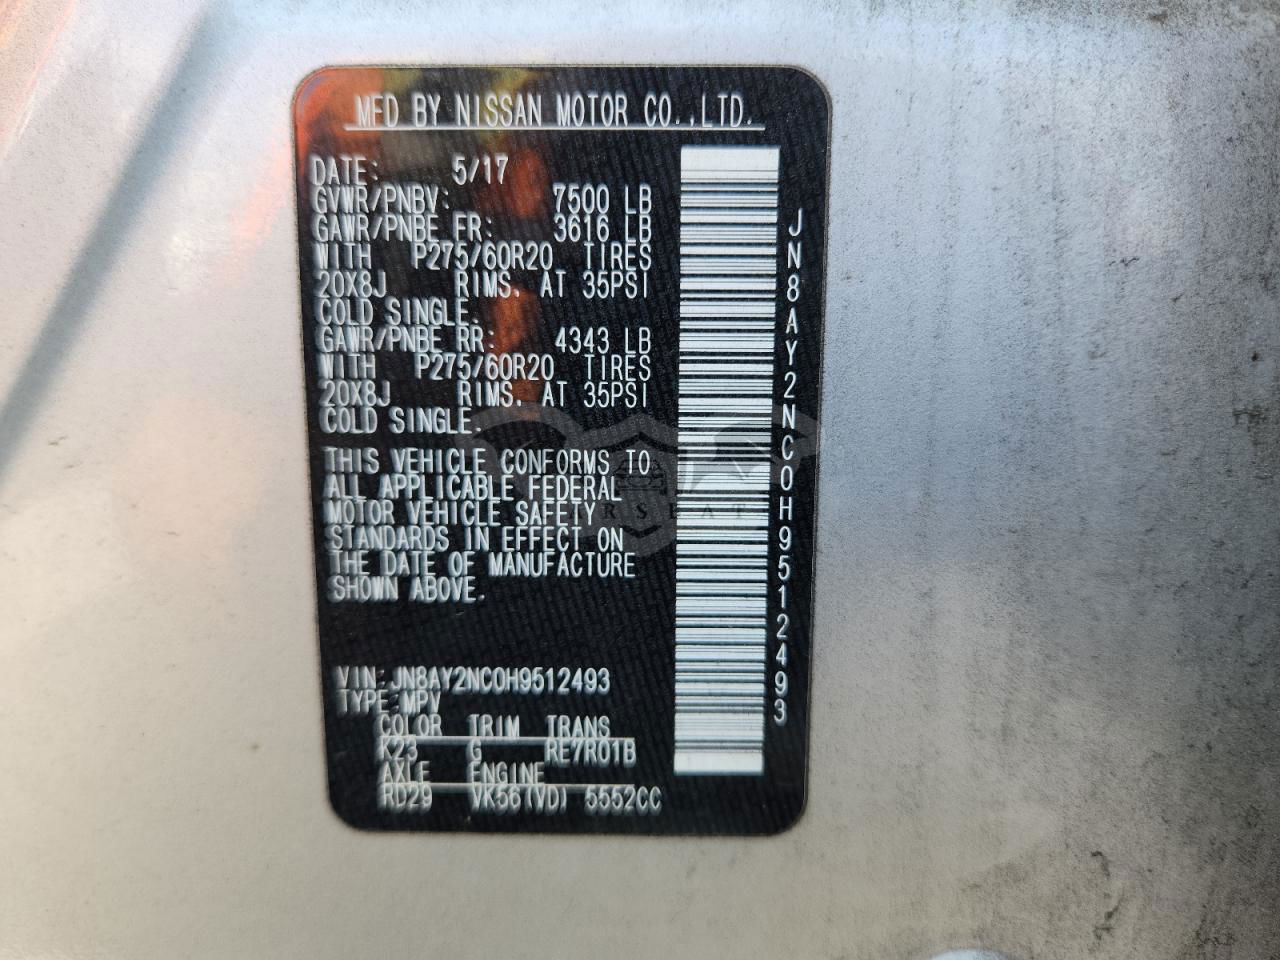 MFD BY NISSAN MOTOR CO.,LTD.
DATE: 5/17
GVWR/PNBV: 7500 LB
GAWR/PNBE FR: 3616 LB
WITH P275/60R20 TIRES
20X8J RIMS, AT 35PSI
COLD SINGLE.
GAWR/PNBE RR: 4343 LB
WITH P275/60R20 TIRES
20X8J RIMS, AT 35PSI
COLD SINGLE.
THIS VEHICLE CONFORMS TO
ALL APPLICABLE FEDERAL
MOTOR VEHICLE SAFETY
STANDARDS IN EFFECT ON
THE DATE OF MANUFACTURE
SHOWN ABOVE.
VIN:JN8AY2NC0H9512493
TYPE:MPV
COLOR TRIM TRANS
K23 G RE7R01B
AXLE ENGINE
RD29 VK56(VD) 5552CC
JN8AY2NC0H9512493